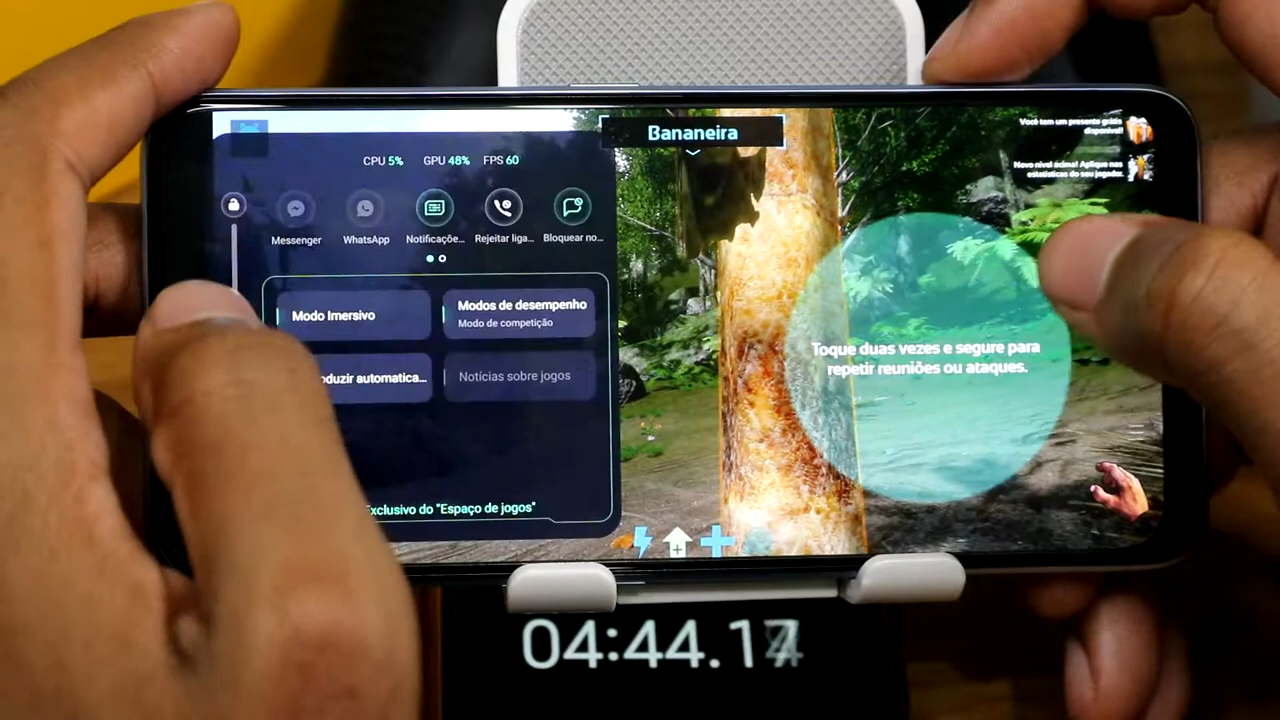 Bananeira
Você tem um presente grátis
disponível!
Novo nível acima! Aplique nas
estatísticas do seu jogador.
CPU 5% GPU 48% FPS 60
Messenger WhatsApp Notificaçõe... Rejeitar liga... Bloquear no...
Modo Imersivo
Modos de desempenho
Modo de competição
oduzir automatica...
Notícias sobre jogos
Exclusivo do "Espaço de jogos"
Toque duas vezes e segure para
repetir reuniões ou ataques.
04:44.1